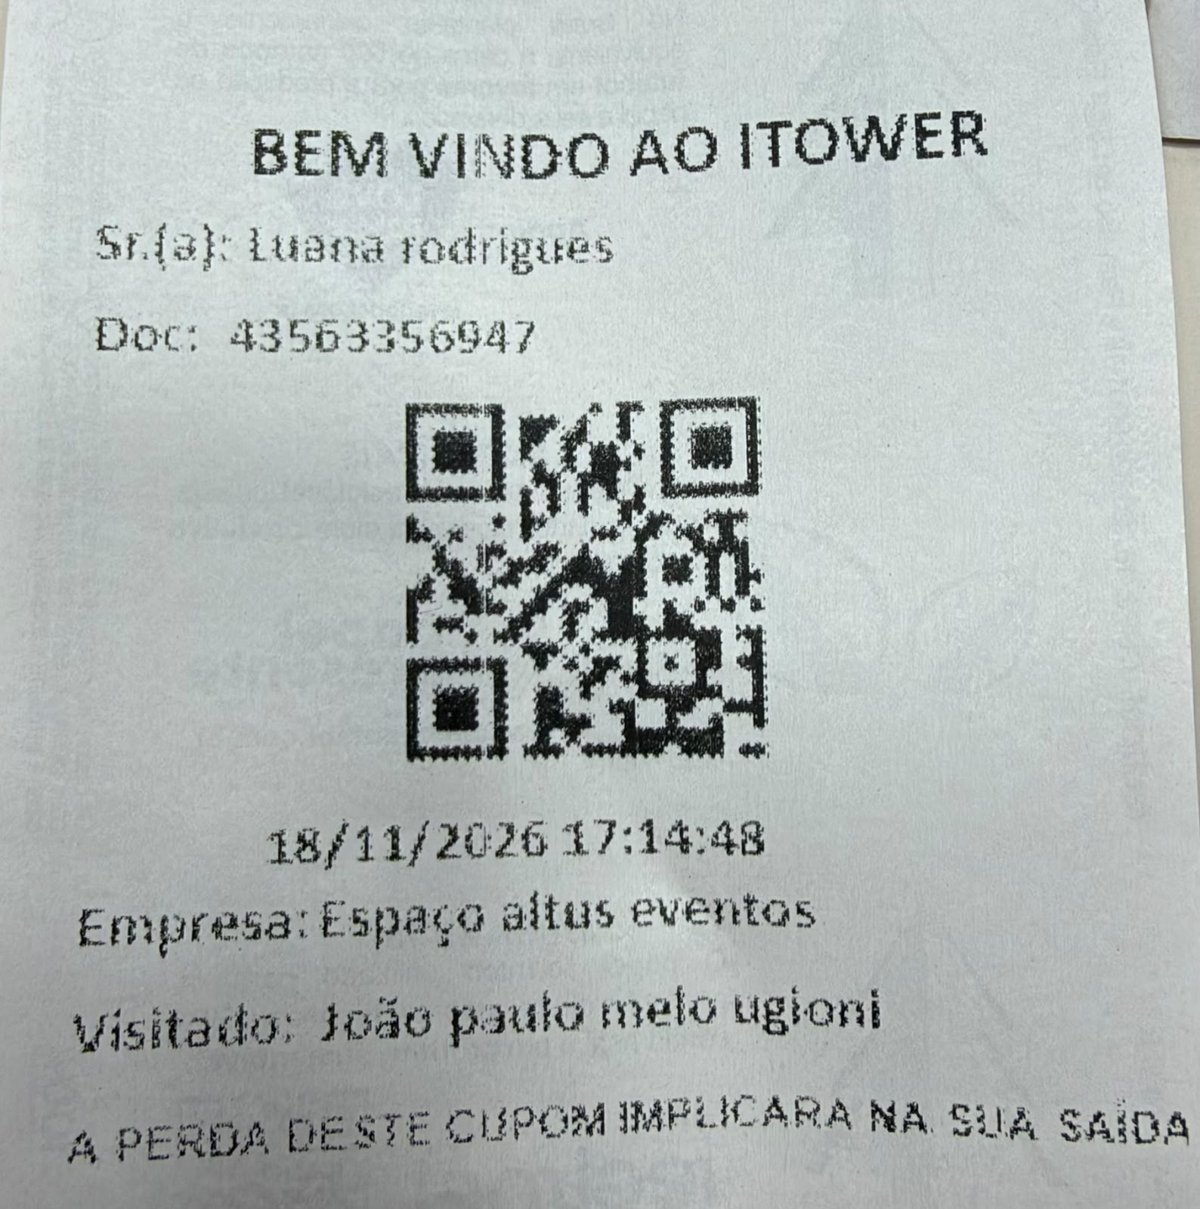 BEM VINDO AO ITOWER
Sr.(a): Luana rodrigues
Doc: 43563356947
18/11/2026 17:14:48
Empresa: Espaço altus eventos
Visitado: João paulo melo ugioni
A PERDA DESTE CUPOM IMPLICARA NA SUA SAÍDA